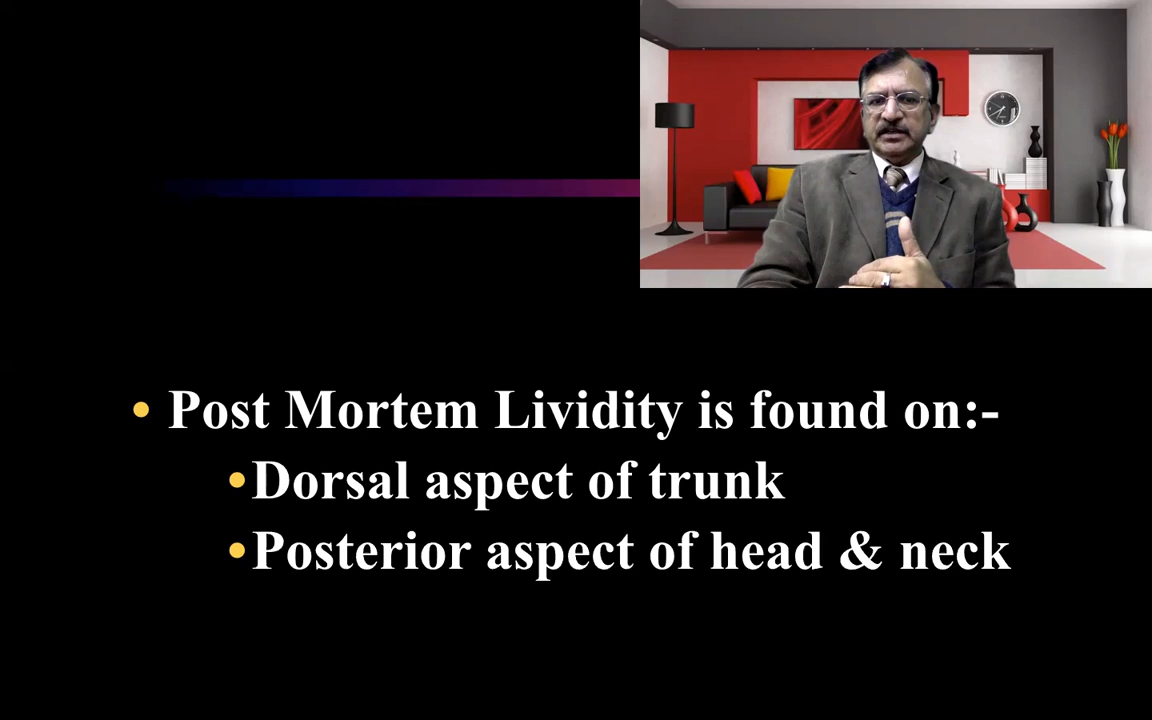 • Post Mortem Lividity is found on:-
•Dorsal aspect of trunk
•Posterior aspect of head & neck